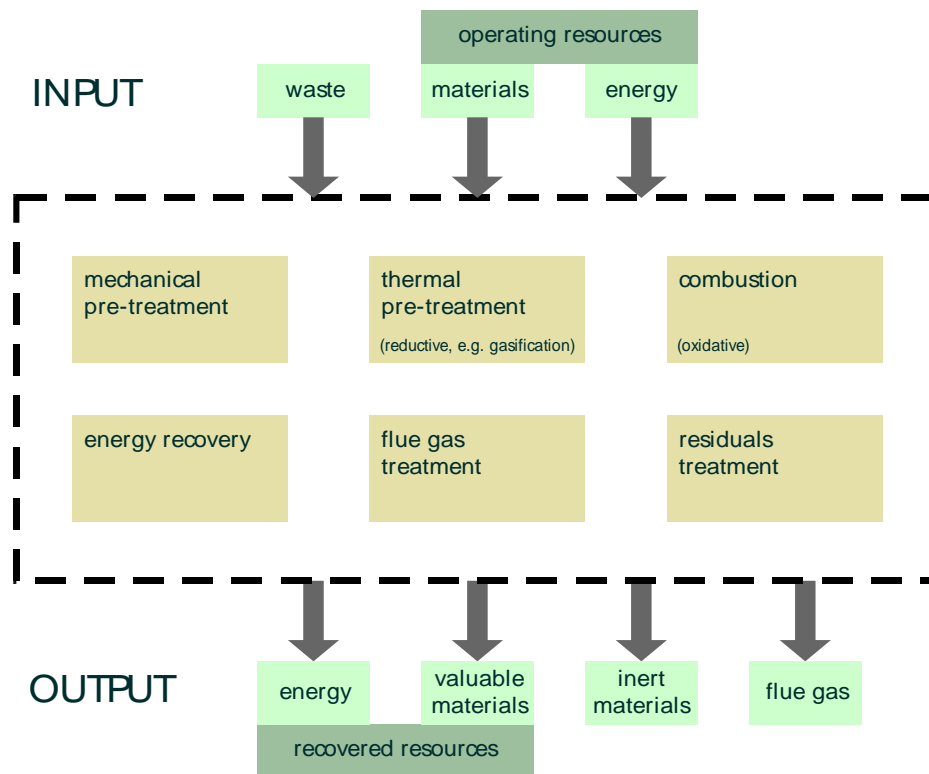 operating resources
INPUT
waste
materials
energy
mechanical
pre-treatment
thermal
pre-treatment
(reductive, e.g. gasification)
combustion
(oxidative)
energy recovery
flue gas
treatment
residuals
treatment
OUTPUT
energy
valuable
materials
inert
materials
flue gas
recovered resources